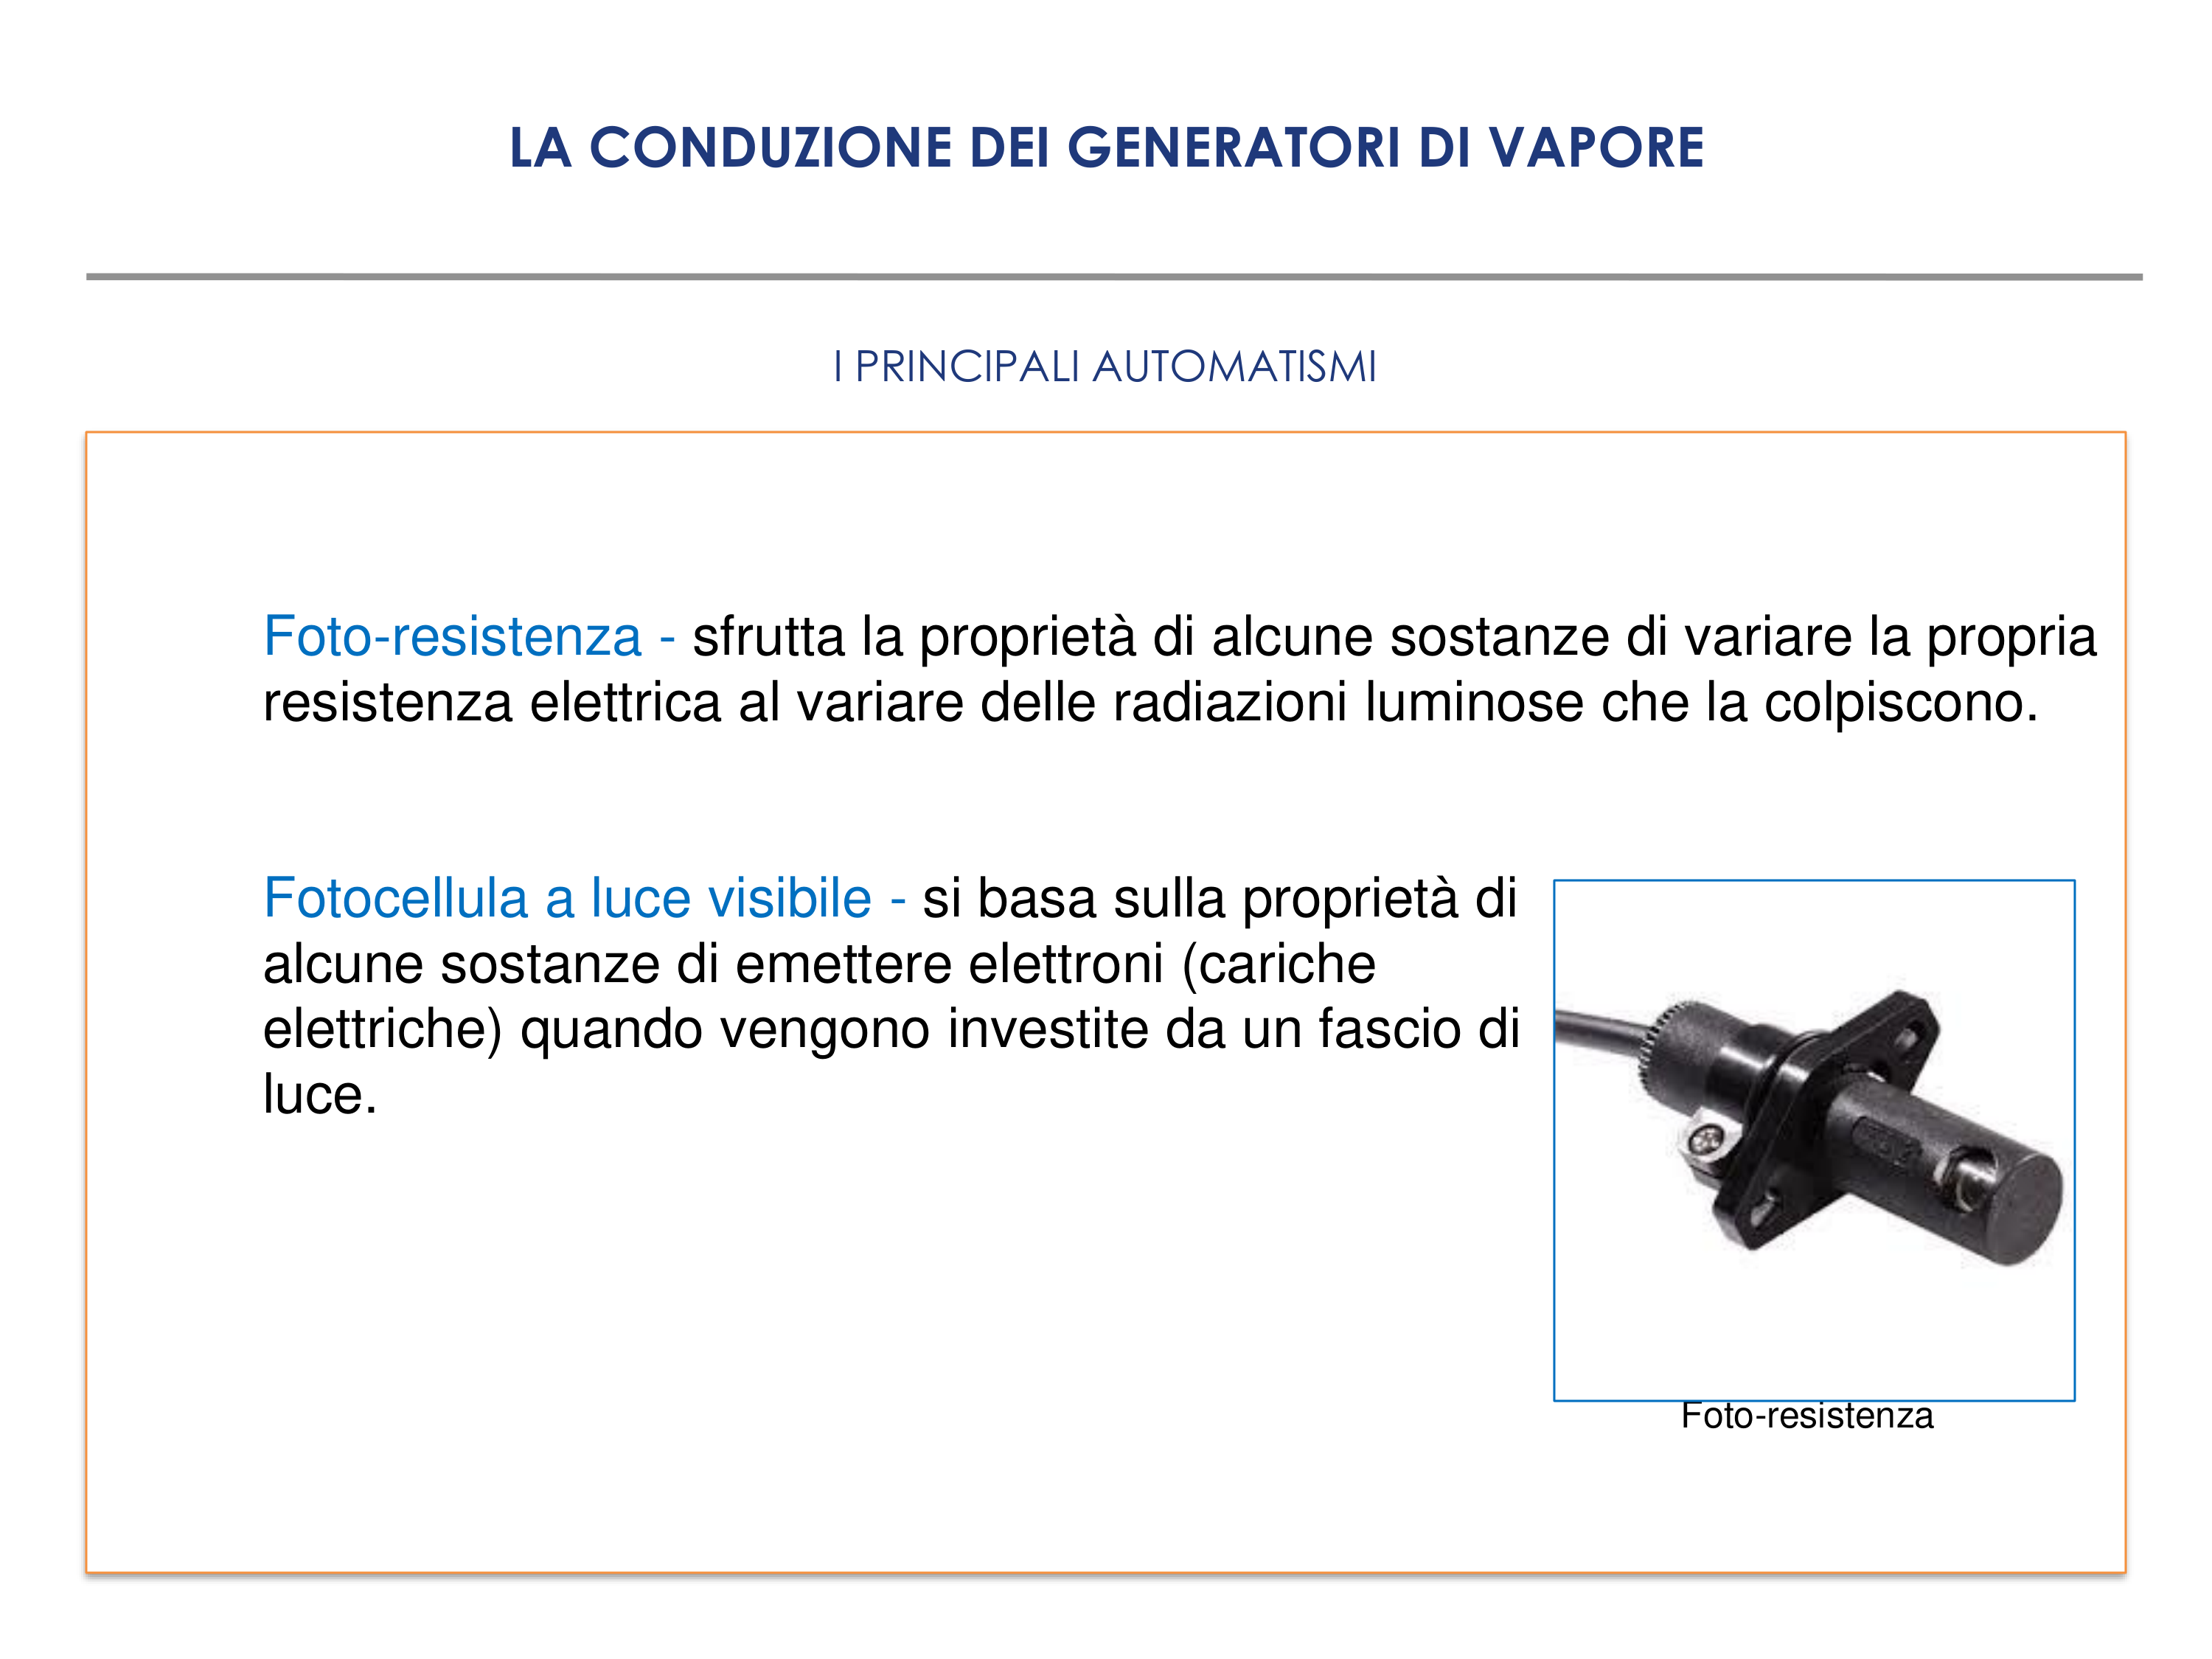 LA CONDUZIONE DEI GENERATORI DI VAPORE
I PRINCIPALI AUTOMATISMI
Foto-resistenza - sfrutta la proprietà di alcune sostanze di variare la propria
resistenza elettrica al variare delle radiazioni luminose che la colpiscono.
Fotocellula a luce visibile - si basa sulla proprietà di
alcune sostanze di emettere elettroni (cariche
elettriche) quando vengono investite da un fascio di
luce.
Foto-resistenza